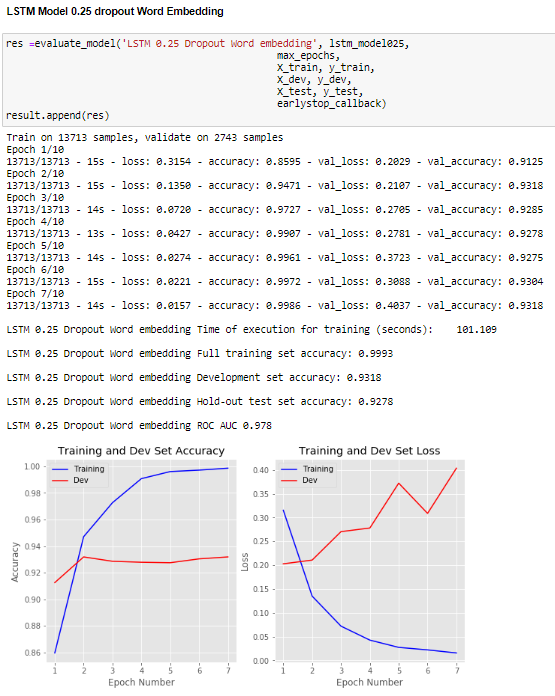 LSTM Model 0.25 dropout Word Embedding
res =evaluate_model('LSTM 0.25 Dropout Word embedding', lstm_model025,
max_epochs,
X_train, y_train,
X_dev, y_dev,
X_test, y_test,
earlystop_callback)
result.append(res)
Train on 13713 samples, validate on 2743 samples
Epoch 1/10
13713/13713 - 15s - loss: 0.3154 - accuracy: 0.8595 - val_loss: 0.2029 - val_accuracy: 0.9125
Epoch 2/10
13713/13713 - 15s - loss: 0.1350 - accuracy: 0.9471 - val_loss: 0.2107 - val_accuracy: 0.9318
Epoch 3/10
13713/13713 - 14s - loss: 0.0720 - accuracy: 0.9727 - val_loss: 0.2705 - val_accuracy: 0.9285
Epoch 4/10
13713/13713 - 13s - loss: 0.0427 - accuracy: 0.9907 - val_loss: 0.2781 - val_accuracy: 0.9278
Epoch 5/10
13713/13713 - 14s - loss: 0.0274 - accuracy: 0.9961 - val_loss: 0.3723 - val_accuracy: 0.9275
Epoch 6/10
13713/13713 - 15s - loss: 0.0221 - accuracy: 0.9972 - val_loss: 0.3088 - val_accuracy: 0.9304
Epoch 7/10
13713/13713 - 14s - loss: 0.0157 - accuracy: 0.9986 - val_loss: 0.4037 - val_accuracy: 0.9318
LSTM 0.25 Dropout Word embedding Time of execution for training (seconds): 101.109
LSTM 0.25 Dropout Word embedding Full training set accuracy: 0.9993
LSTM 0.25 Dropout Word embedding Development set accuracy: 0.9318
LSTM 0.25 Dropout Word embedding Hold-out test set accuracy: 0.9278
LSTM 0.25 Dropout Word embedding ROC AUC 0.978
Training and Dev Set Accuracy
Training
Dev
1.00
0.98
0.96
0.94
0.92
0.90
0.88
0.86
Accuracy
1 2 3 4 5 6 7
Epoch Number
Training and Dev Set Loss
Training
Dev
0.40
0.35
0.30
0.25
0.20
0.15
0.10
0.05
0.00
Loss
1 2 3 4 5 6 7
Epoch Number